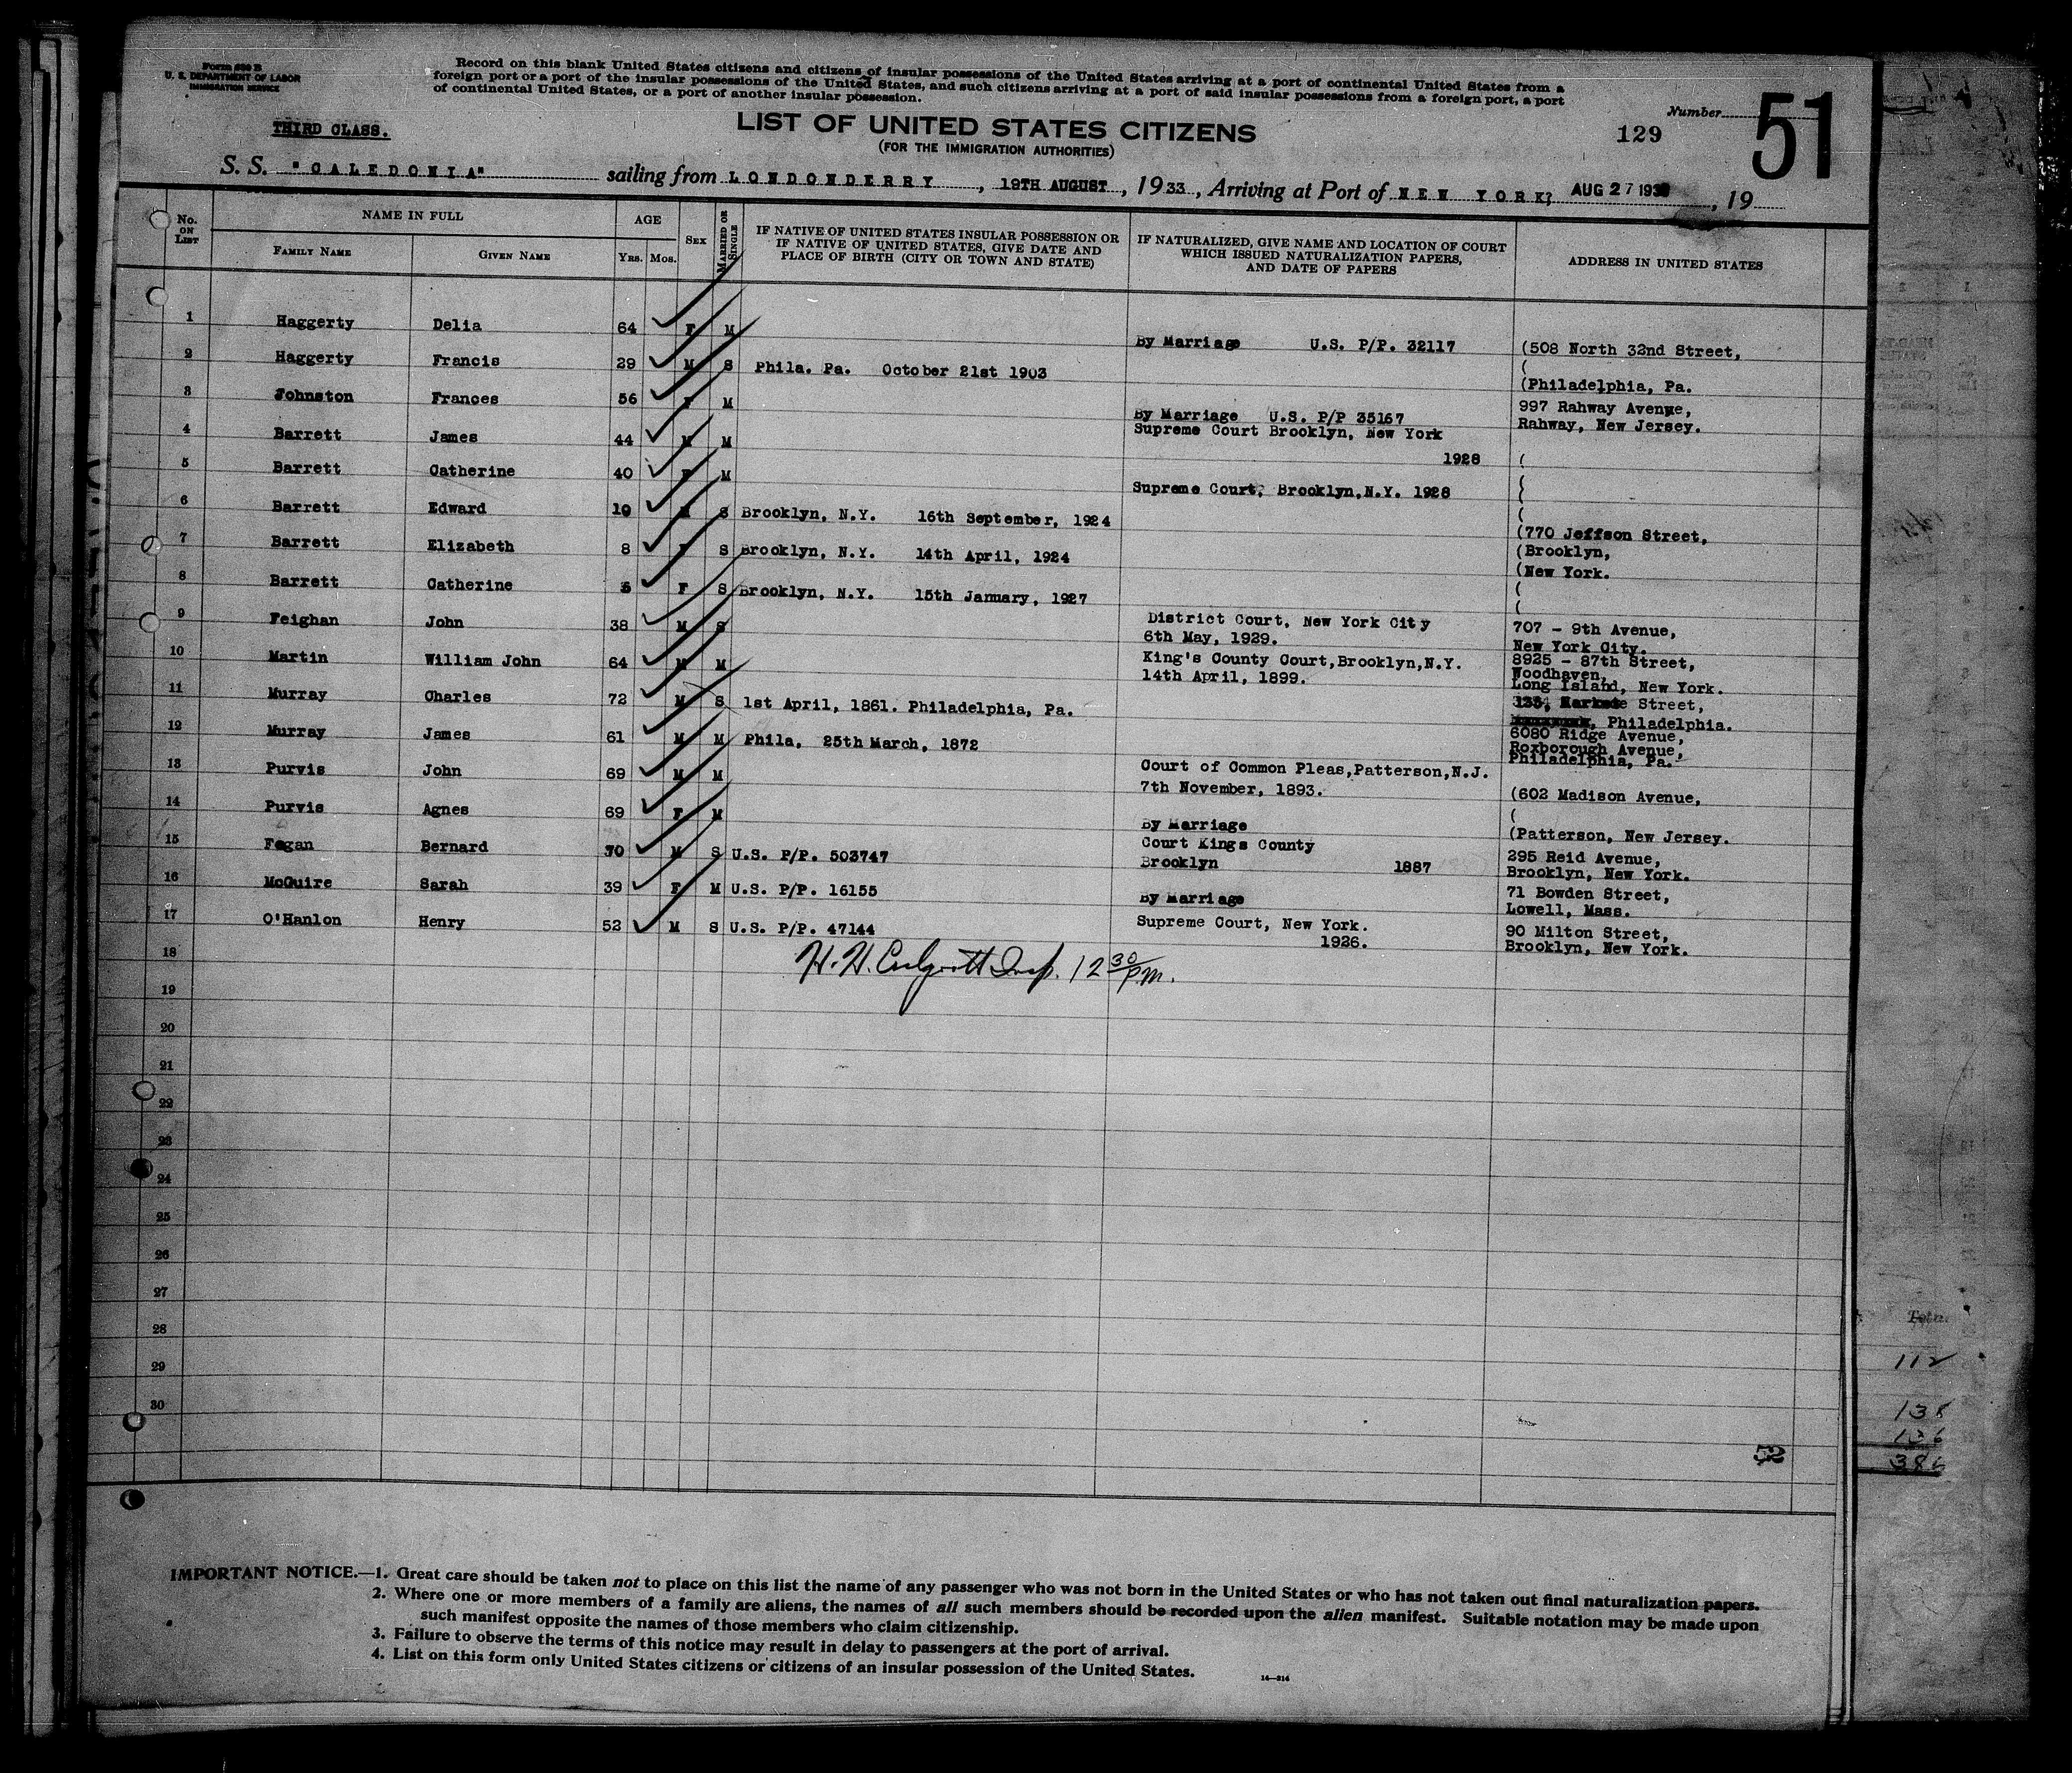 Form 630 B
U. S. DEPARTMENT OF LABOR
IMMIGRATION SERVICE
Record on this blank United States citizens and citizens of insular possessions of the United States arriving at a port of continental United States from a
foreign port or a port of the insular possessions of the United States, and such citizens arriving at a port of said insular possessions from a foreign port, a port
of continental United States, or a port of another insular possession.
Number
51
129
THIRD CLASS.
LIST OF UNITED STATES CITIZENS
(FOR THE IMMIGRATION AUTHORITIES)
S. S. "CALEDONIA" sailing from LONDONDERRY, 19TH AUGUST, 1933, Arriving at Port of NEW YORK; AUG 27 193 , 19
No. ON LIST
NAME IN FULL
FAMILY NAME GIVEN NAME
AGE
YRS. MOS.
SEX
MARRIED OR SINGLE
IF NATIVE OF UNITED STATES INSULAR POSSESSION OR
IF NATIVE OF UNITED STATES, GIVE DATE AND
PLACE OF BIRTH (CITY OR TOWN AND STATE)
IF NATURALIZED, GIVE NAME AND LOCATION OF COURT
WHICH ISSUED NATURALIZATION PAPERS,
AND DATE OF PAPERS
ADDRESS IN UNITED STATES
1 Haggerty Delia 64 F M By Marriage U.S. P/P. 32117 (508 North 32nd Street,
2 Haggerty Francis 29 M S Phila. Pa. October 21st 1903 (
(Philadelphia, Pa.
3 Johnston Frances 56 F M By Marriage U.S. P/P 35167 997 Rahway Avenue,
Rahway, New Jersey.
4 Barrett James 44 M M Supreme Court Brooklyn, New York
1928 (
5 Barrett Catherine 40 F M Supreme Court, Brooklyn,N.Y. 1928 (
(
6 Barrett Edward 10 M S Brooklyn, N.Y. 16th September, 1924 (770 Jeffson Street,
7 Barrett Elizabeth 8 F S Brooklyn, N.Y. 14th April, 1924 (Brooklyn,
(New York.
8 Barrett Catherine 5 F S Brooklyn, N.Y. 15th January, 1927 (
(
9 Feighan John 38 M S District Court, New York City 707 - 9th Avenue,
6th May, 1929. New York City.
10 Martin William John 64 M M King's County Court,Brooklyn,N.Y. 8925 - 87th Street,
14th April, 1899. Woodhaven,
Long Island, New York.
11 Murray Charles 72 M S 1st April, 1861. Philadelphia, Pa. Street,
, Philadelphia.
12 Murray James 61 M M Phila, 25th March, 1872 6080 Ridge Avenue,
Roxborough Avenue,
Philadelphia, Pa.
13 Purvis John 69 M M Court of Common Pleas,Patterson,N.J.
7th November, 1893. (602 Madison Avenue,
14 Purvis Agnes 69 F M By Marriage (
(Patterson, New Jersey.
15 Fegan Bernard 70 M S U.S. P/P. 503747 Court Kings County 295 Reid Avenue,
Brooklyn 1887 Brooklyn, New York.
16 McGuire Sarah 39 F M U.S. P/P. 16155 By Marriage 71 Bowden Street,
Lowell, Mass.
17 O'Hanlon Henry 52 M S U.S. P/P. 47144 Supreme Court, New York. 90 Milton Street,
1926. Brooklyn, New York.
18 H. H. Insp. 12 30 P.M.
19
20
21
22
23
24
25
26
27
28
29
30
52
112
138
136
386
IMPORTANT NOTICE.—1. Great care should be taken not to place on this list the name of any passenger who was not born in the United States or who has not taken out final naturalization papers.
2. Where one or more members of a family are aliens, the names of all such members should be recorded upon the alien manifest. Suitable notation may be made upon
such manifest opposite the names of those members who claim citizenship.
3. Failure to observe the terms of this notice may result in delay to passengers at the port of arrival.
4. List on this form only United States citizens or citizens of an insular possession of the United States.
14—214